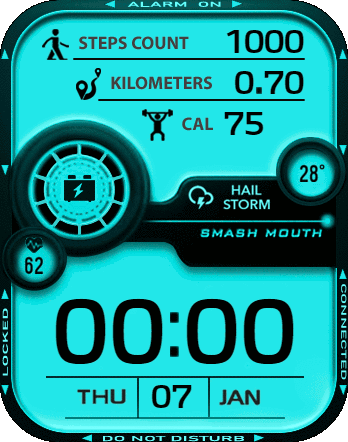 ALARM ON
STEPS COUNT 1000
KILOMETERS 0.70
CAL 75
28°
HAIL
STORM
SMASH MOUTH
62
LOCKED
CONNECTED
00:00
THU 07 JAN
DO NOT DISTURB